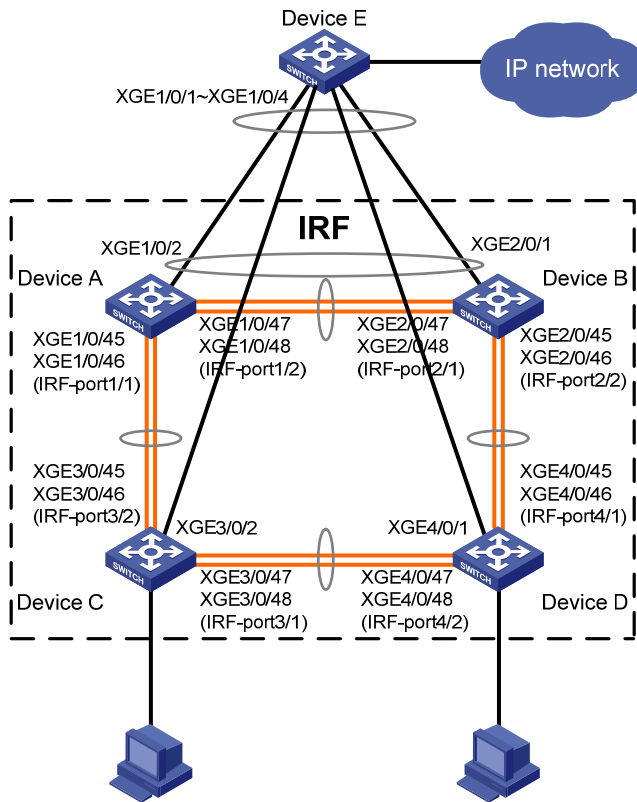 Device E
SWITCH
IP network
XGE1/0/1~XGE1/0/4
IRF
XGE1/0/2
XGE2/0/1
Device A
Device B
SWITCH
SWITCH
XGE1/0/47
XGE1/0/48
(IRF-port1/2)
XGE2/0/47
XGE2/0/48
(IRF-port2/1)
XGE1/0/45
XGE1/0/46
(IRF-port1/1)
XGE2/0/45
XGE2/0/46
(IRF-port2/2)
XGE3/0/45
XGE3/0/46
(IRF-port3/2)
XGE4/0/45
XGE4/0/46
(IRF-port4/1)
XGE3/0/2
XGE4/0/1
SWITCH
SWITCH
Device C
XGE3/0/47
XGE3/0/48
(IRF-port3/1)
XGE4/0/47
XGE4/0/48
(IRF-port4/2)
Device D